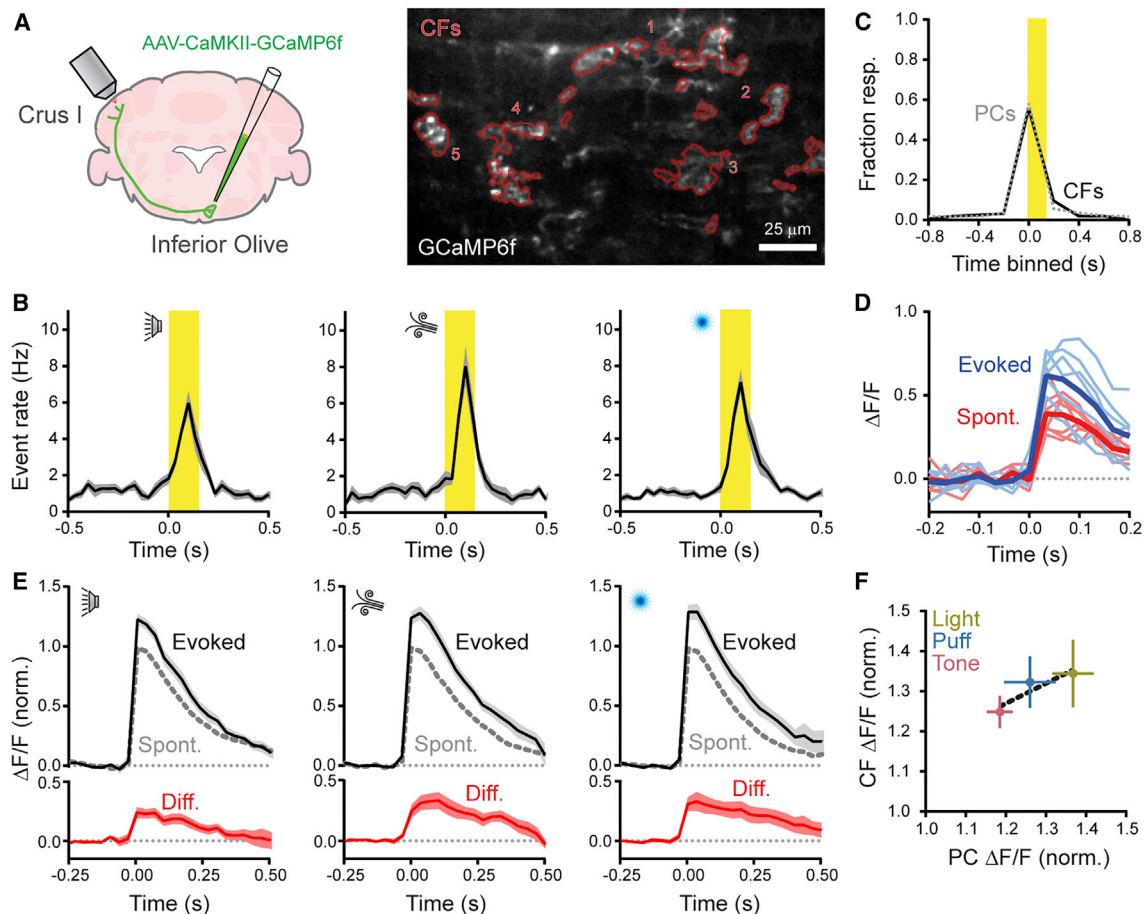 A
AAV-CaMKII-GCaMP6f
Crus I
Inferior Olive
CFs
1
2
3
4
5
GCaMP6f
25 μm
C
Fraction resp.
1.0
0.8
0.6
0.4
0.2
0.0
PCs
CFs
-0.8 -0.4 0.0 0.4 0.8
Time binned (s)
B
Event rate (Hz)
10
8
6
4
2
0
-0.5 0.0 0.5
Time (s)
10
8
6
4
2
0
-0.5 0.0 0.5
Time (s)
10
8
6
4
2
0
-0.5 0.0 0.5
Time (s)
D
ΔF/F
1.0
0.5
0.0
Evoked
Spont.
-0.2 -0.1 0.0 0.1 0.2
Time (s)
E
ΔF/F (norm.)
1.5
1.0
0.5
0.0
Evoked
Spont.
0.5
0.0
Diff.
-0.25 0.00 0.25 0.50
Time (s)
1.5
1.0
0.5
0.0
Evoked
Spont.
0.5
0.0
Diff.
-0.25 0.00 0.25 0.50
Time (s)
1.5
1.0
0.5
0.0
Evoked
Spont.
0.5
0.0
Diff.
-0.25 0.00 0.25 0.50
Time (s)
F
CF ΔF/F (norm.)
1.5
1.4
1.3
1.2
1.1
1.0
Light
Puff
Tone
1.0 1.1 1.2 1.3 1.4 1.5
PC ΔF/F (norm.)